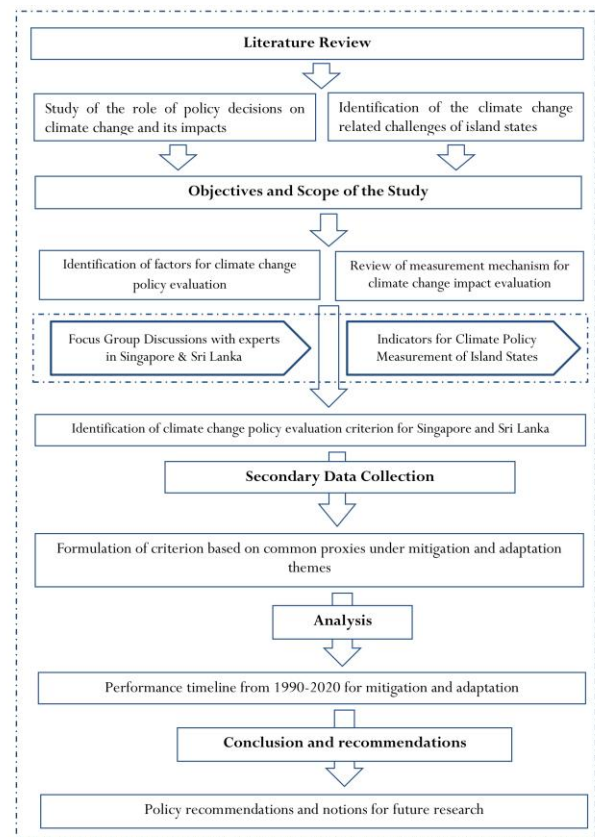 Literature Review
Study of the role of policy decisions on
climate change and its impacts
Identification of the climate change
related challenges of island states
Objectives and Scope of the Study
Identification of factors for climate change
policy evaluation
Review of measurement mechanism for
climate change impact evaluation
Focus Group Discussions with experts
in Singapore & Sri Lanka
Indicators for Climate Policy
Measurement of Island States
Identification of climate change policy evaluation criterion for Singapore and Sri Lanka
Secondary Data Collection
Formulation of criterion based on common proxies under mitigation and adaptation
themes
Analysis
Performance timeline from 1990-2020 for mitigation and adaptation
Conclusion and recommendations
Policy recommendations and notions for future research